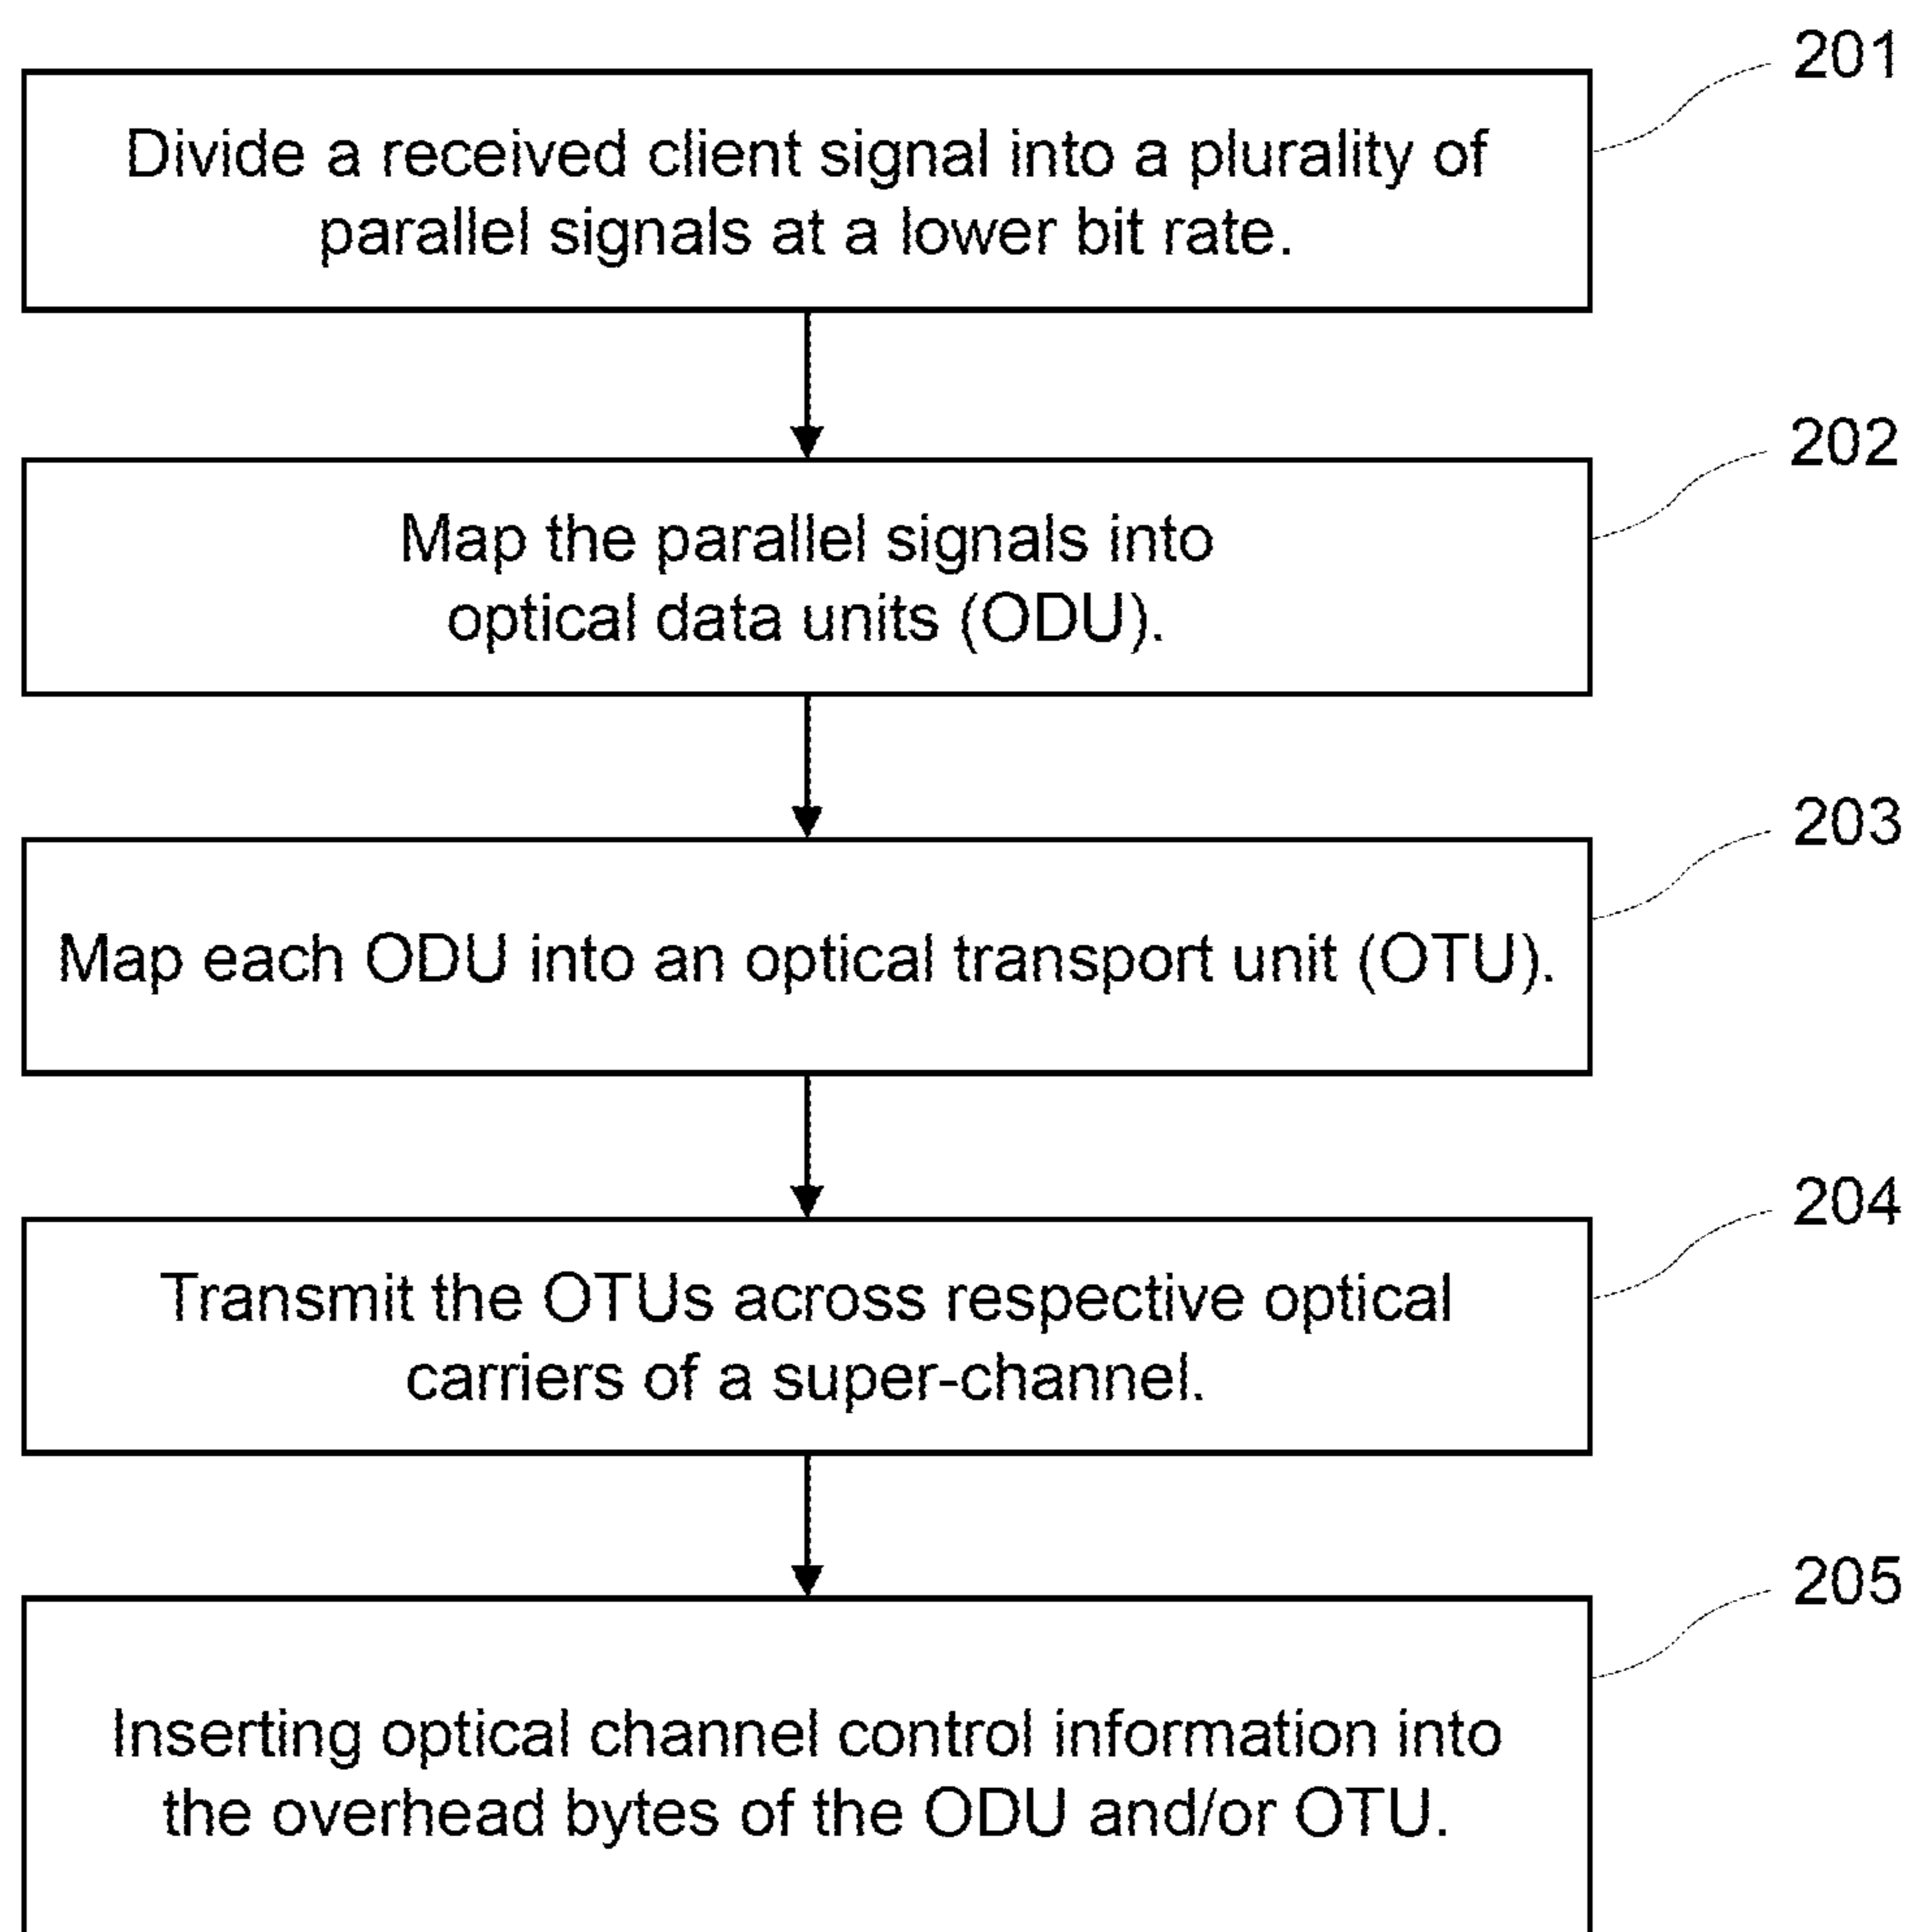 201
Divide a received client signal into a plurality of
parallel signals at a lower bit rate.
202
Map the parallel signals into
optical data units (ODU).
203
Map each ODU into an optical transport unit (OTU).
204
Transmit the OTUs across respective optical
carriers of a super-channel.
205
Inserting optical channel control information into
the overhead bytes of the ODU and/or OTU.